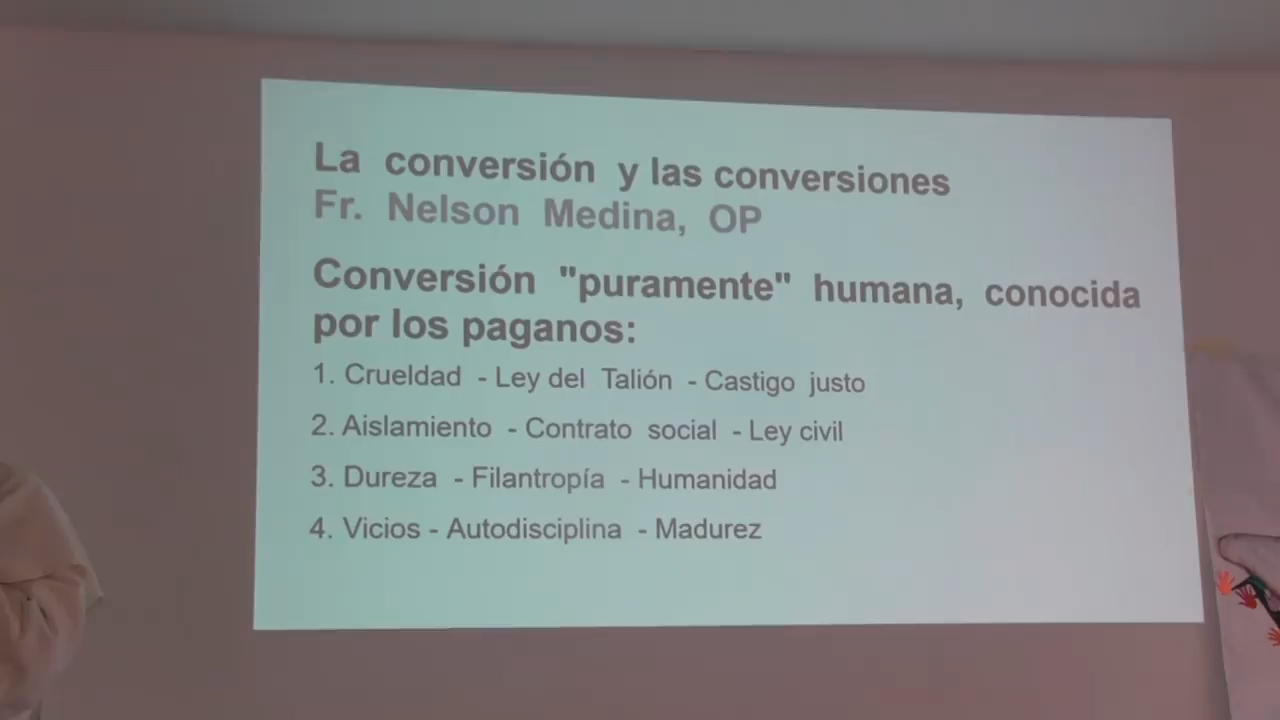 La conversión y las conversiones
Fr. Nelson Medina, OP
Conversión "puramente" humana, conocida
por los paganos:
1. Crueldad - Ley del Talión - Castigo justo
2. Aislamiento - Contrato social - Ley civil
3. Dureza - Filantropía - Humanidad
4. Vicios - Autodisciplina - Madurez